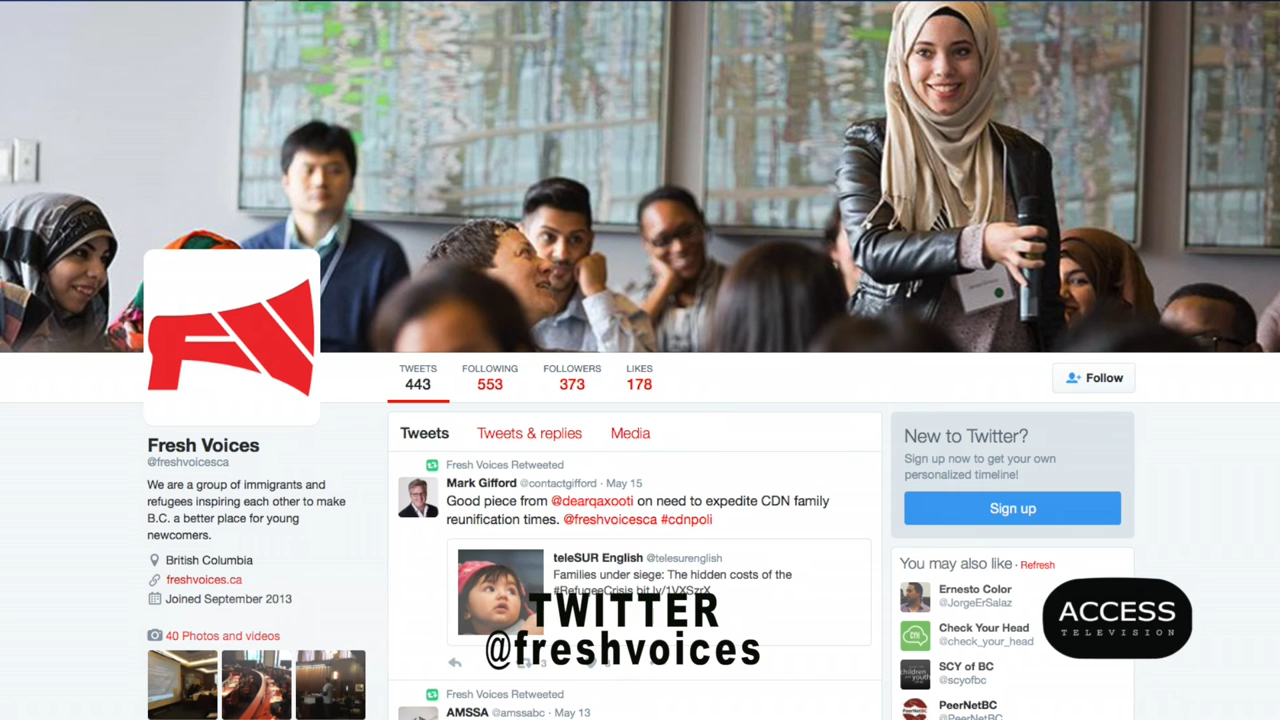 TWEETS
443
FOLLOWING
553
FOLLOWERS
373
LIKES
178
Follow
Fresh Voices
@freshvoicesca
We are a group of immigrants and
refugees inspiring each other to make
B.C. a better place for young
newcomers.
British Columbia
freshvoices.ca
Joined September 2013
40 Photos and videos
Tweets Tweets & replies Media
Fresh Voices Retweeted
Mark Gifford @contactgifford · May 15
Good piece from @dearqaxooti on need to expedite CDN family
reunification times. @freshvoicesca #cdnpoli
teleSUR English @telesurenglish
Families under siege: The hidden costs of the
#RefugeeCrisis bit.ly/1VXSzrX
TWITTER
@freshvoices
3
Fresh Voices Retweeted
AMSSA @amssabc · May 13
New to Twitter?
Sign up now to get your own
personalized timeline!
Sign up
You may also like · Refresh
Ernesto Color
@JorgeErSalaz
Check Your Head
@check_your_head
SCY of BC
@scyofbc
PeerNetBC
@PeerNetBC
ACCESS
TELEVISION